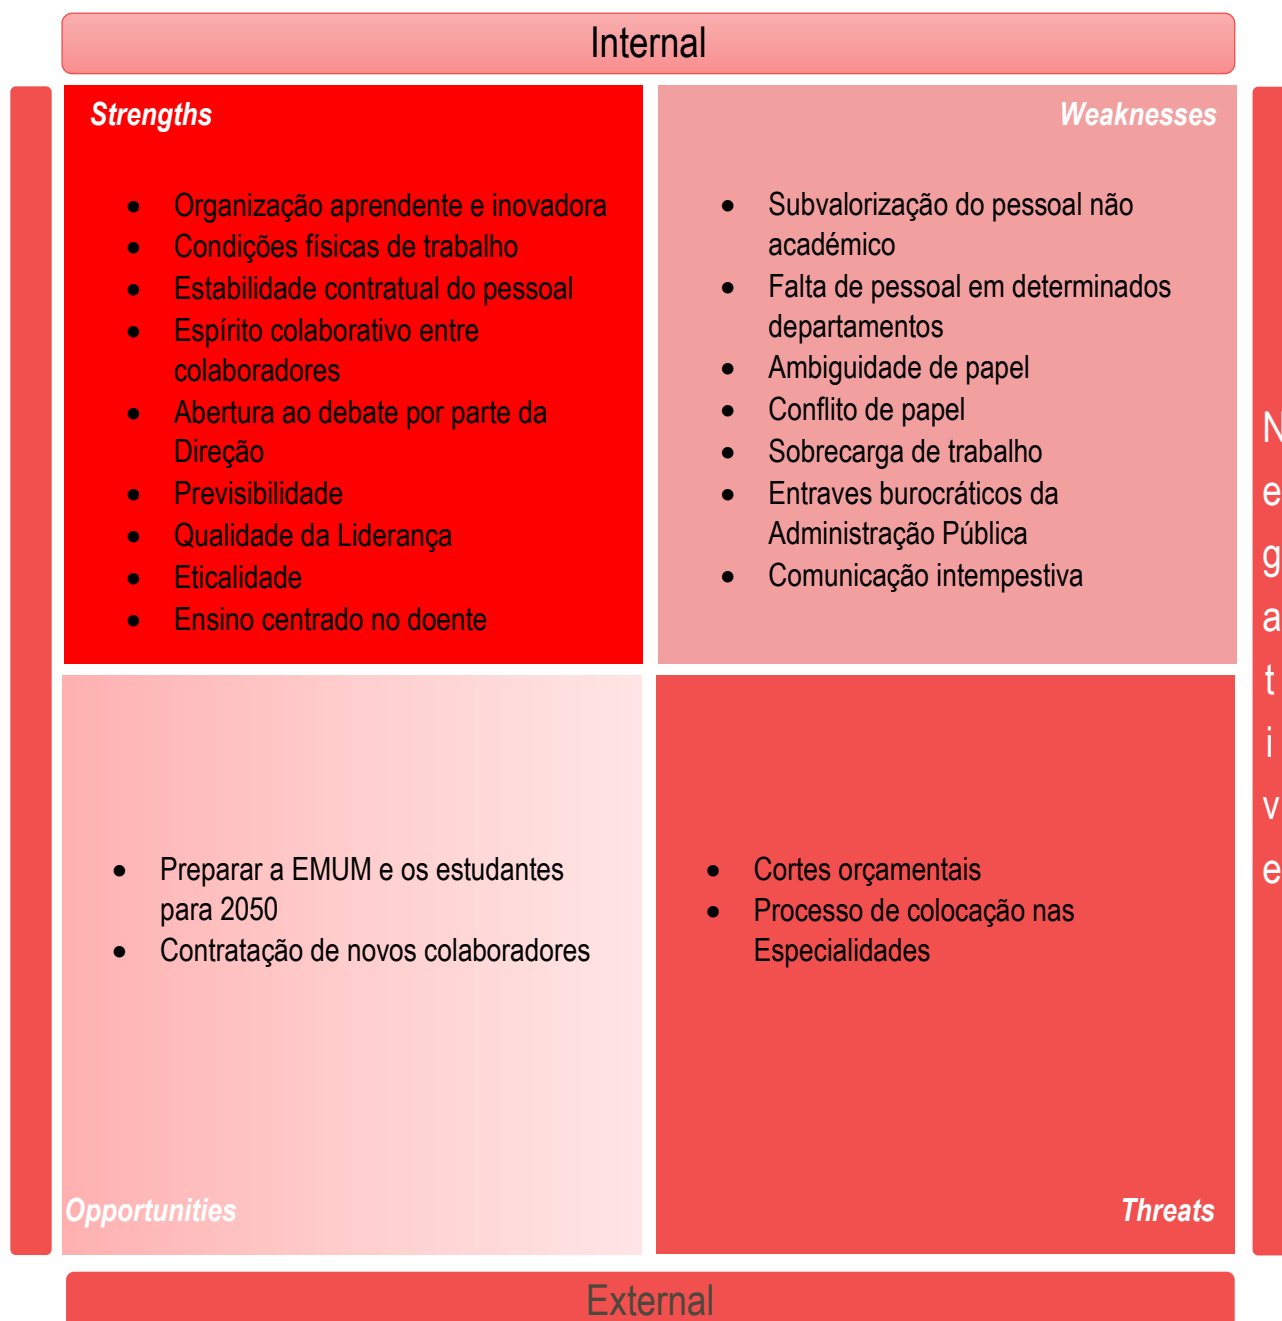 Internal
Strengths
• Organização aprendente e inovadora
• Condições físicas de trabalho
• Estabilidade contratual do pessoal
• Espírito colaborativo entre
colaboradores
• Abertura ao debate por parte da
Direção
• Previsibilidade
• Qualidade da Liderança
• Eticalidade
• Ensino centrado no doente
Weaknesses
• Subvalorização do pessoal não
académico
• Falta de pessoal em determinados
departamentos
• Ambiguidade de papel
• Conflito de papel
• Sobrecarga de trabalho
• Entraves burocráticos da
Administração Pública
• Comunicação intempestiva
• Preparar a EMUM e os estudantes
para 2050
• Contratação de novos colaboradores
Opportunities
• Cortes orçamentais
• Processo de colocação nas
Especialidades
Threats
Negative
External